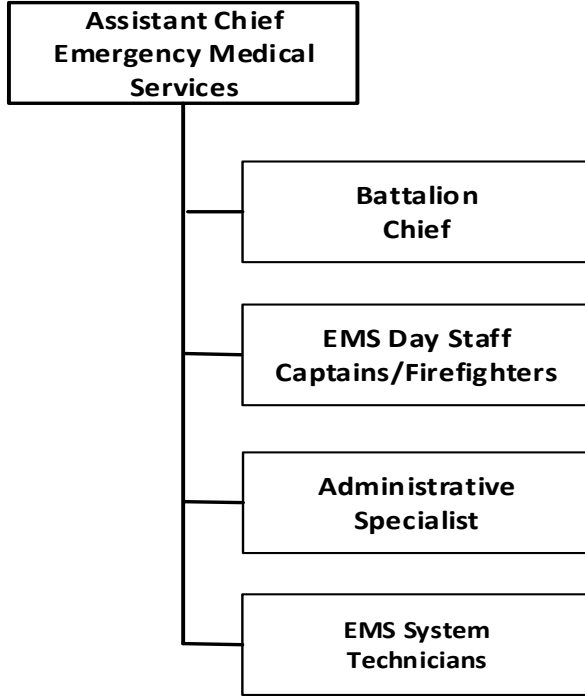 Assistant Chief
Emergency Medical
Services
Battalion
Chief
EMS Day Staff
Captains/Firefighters
Administrative
Specialist
EMS System
Technicians